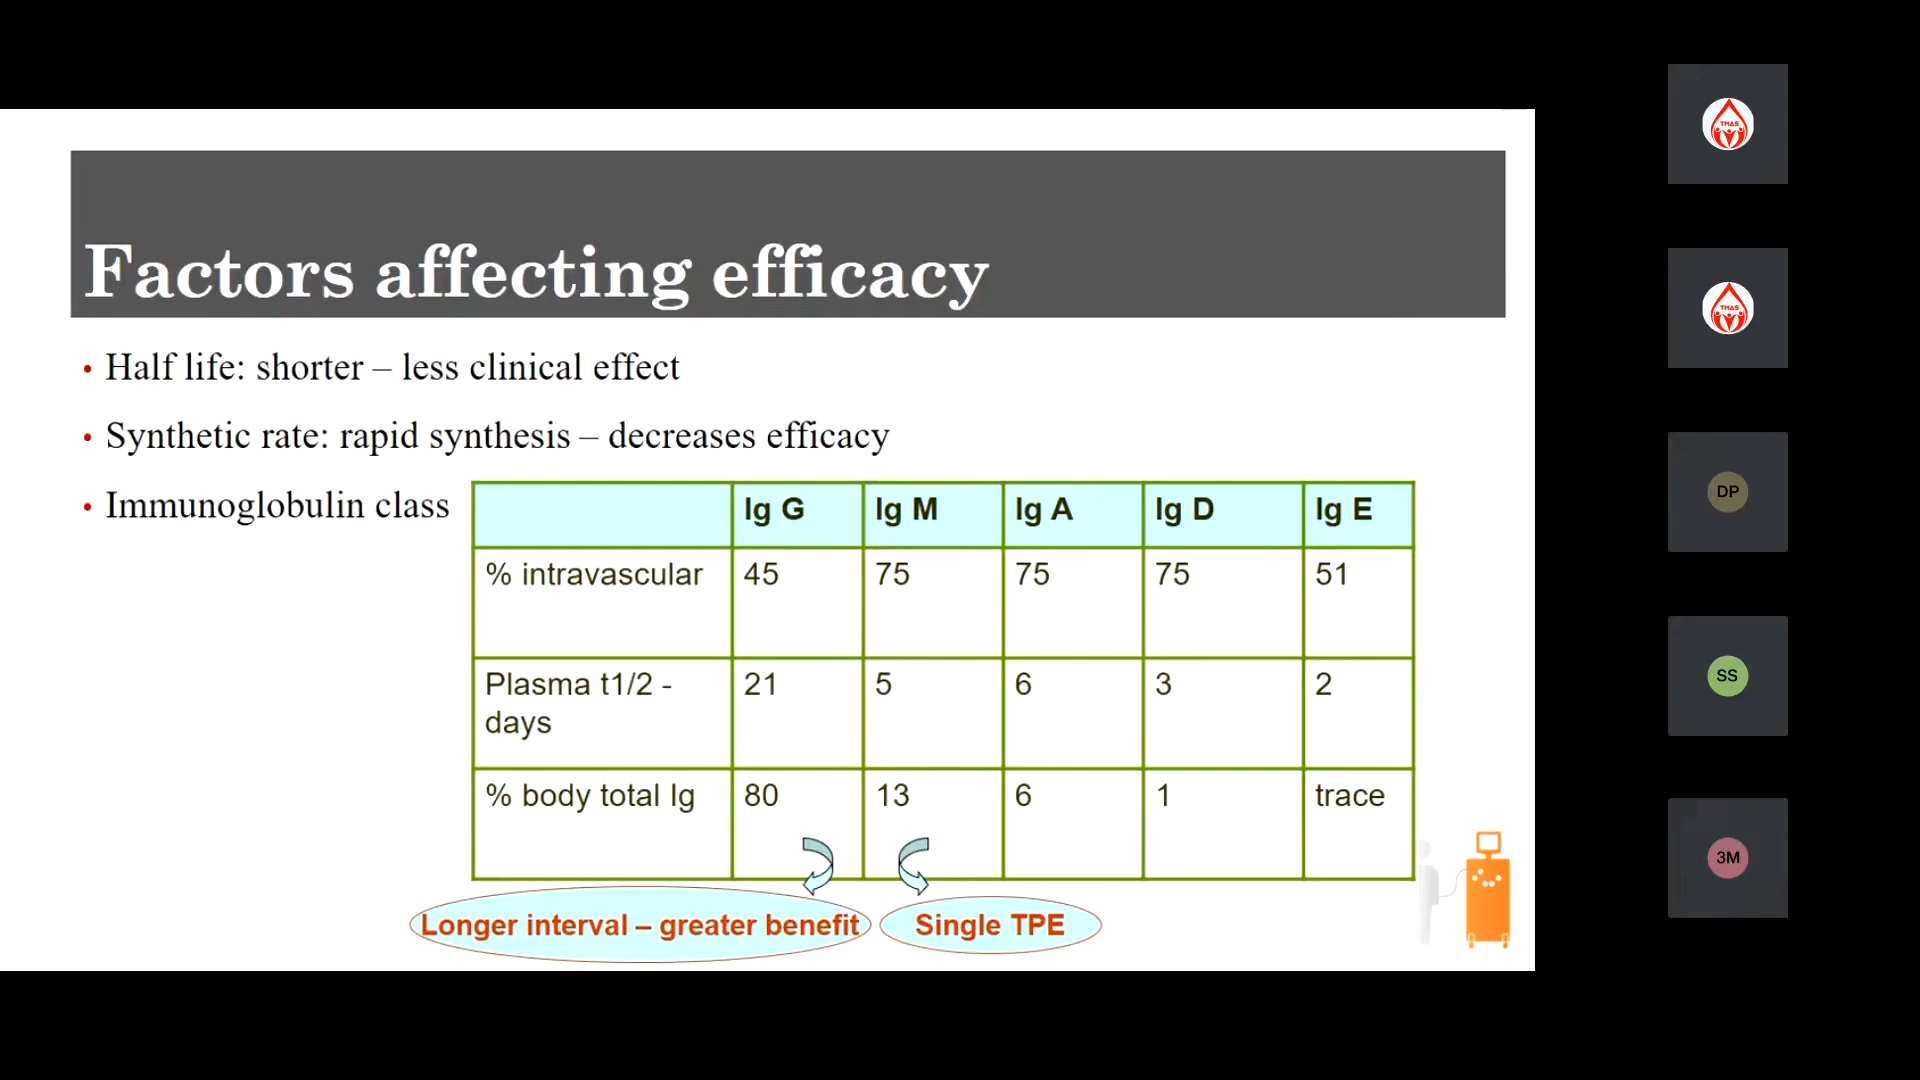 Factors affecting efficacy
• Half life: shorter – less clinical effect
• Synthetic rate: rapid synthesis – decreases efficacy
• Immunoglobulin class
Ig G Ig M Ig A Ig D Ig E
% intravascular 45 75 75 75 51
Plasma t1/2 - 21 5 6 3 2
days
% body total Ig 80 13 6 1 trace
Longer interval – greater benefit Single TPE
TMAS
TMAS
DP
SS
3M